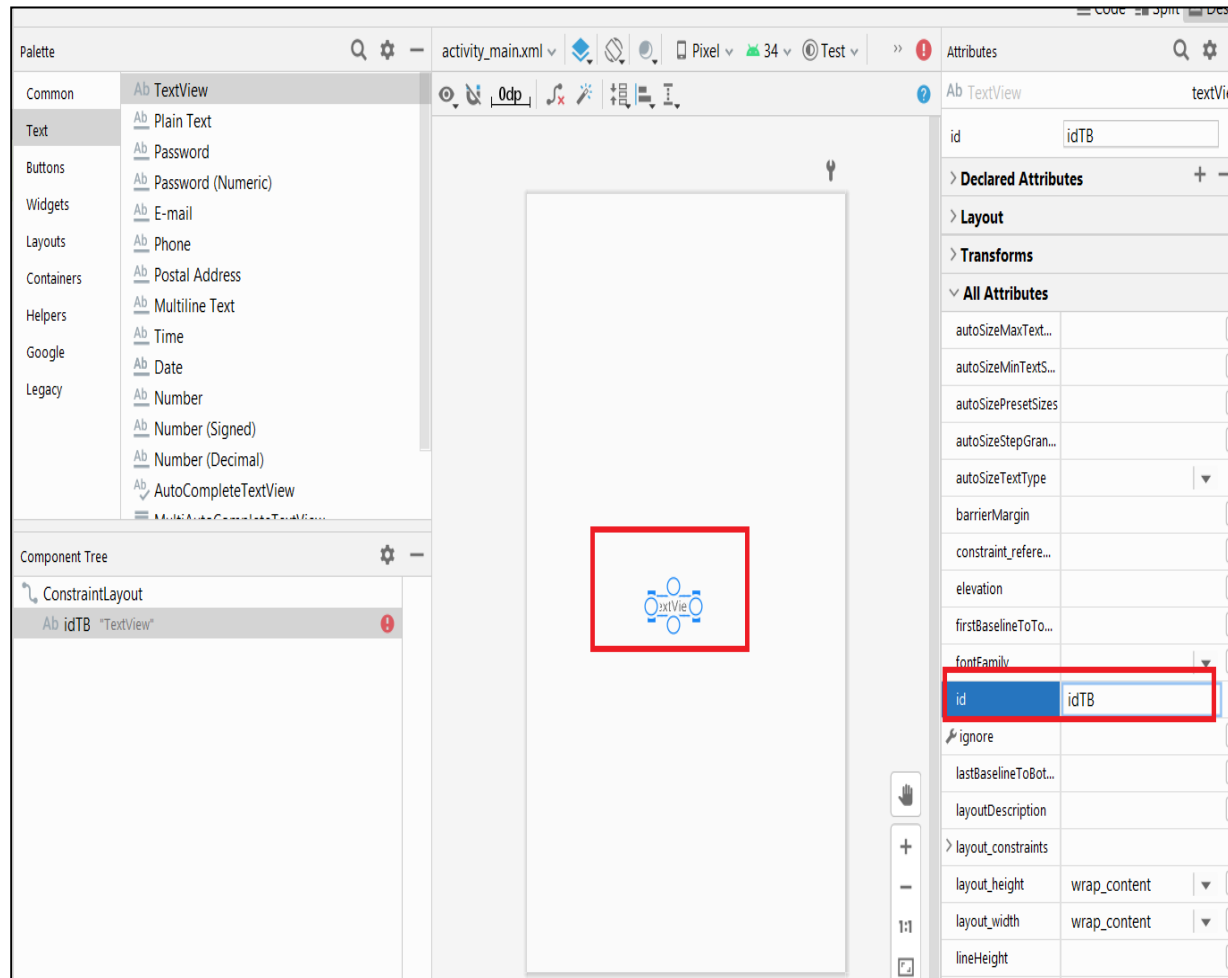 Code Split Des
Palette
activity_main.xml
Pixel
34
Test
»
Attributes
Common
Text
Buttons
Widgets
Layouts
Containers
Helpers
Google
Legacy
Ab TextView
Ab Plain Text
Ab Password
Ab Password (Numeric)
Ab E-mail
Ab Phone
Ab Postal Address
Ab Multiline Text
Ab Time
Ab Date
Ab Number
Ab Number (Signed)
Ab Number (Decimal)
Ab AutoCompleteTextView
MultiAutoCompleteTextView
0dp
?
Component Tree
ConstraintLayout
Ab idTB "TextView"
extVie
+
−
1:1
Ab TextView textVie
id idTB
Declared Attributes + −
Layout
Transforms
All Attributes
autoSizeMaxText...
autoSizeMinTextS...
autoSizePresetSizes
autoSizeStepGran...
autoSizeTextType
barrierMargin
constraint_refere...
elevation
firstBaselineToTo...
fontFamily
id idTB
ignore
lastBaselineToBot...
layoutDescription
layout_constraints
layout_height wrap_content
layout_width wrap_content
lineHeight